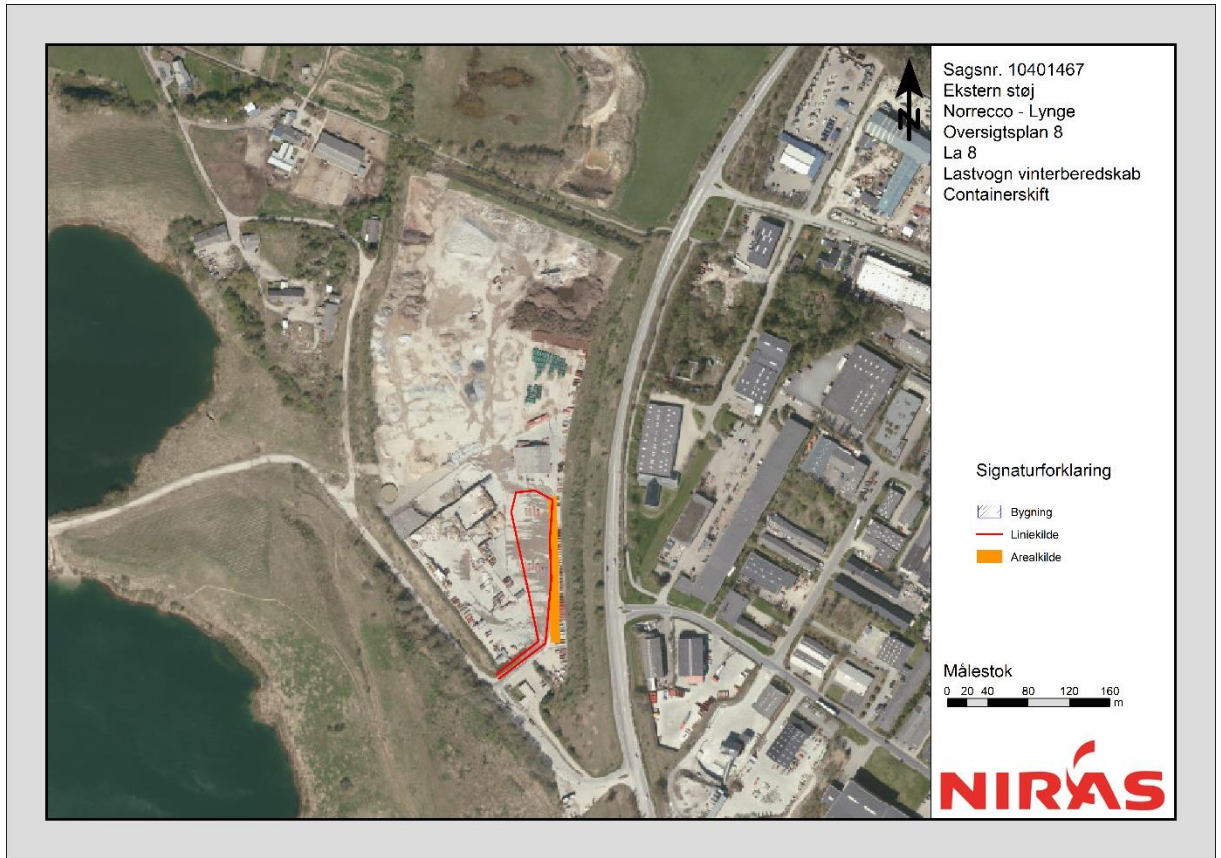 Sagsnr. 10401467
Ekstern støj
Norrecco - Lynge
Oversigtsplan 8
La 8
Lastvogn vinterberedskab
Containerskift
N
Signaturforklaring
Bygning
Liniekilde
Arealkilde
Målestok
0 20 40 80 120 160
m
NIRAS